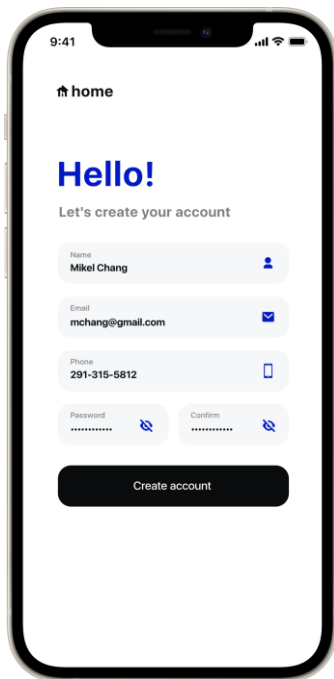 9:41
home
Hello!
Let's create your account
Name
Mikel Chang
Email
mchang@gmail.com
Phone
291-315-5812
Password
............
Confirm
............
Create account